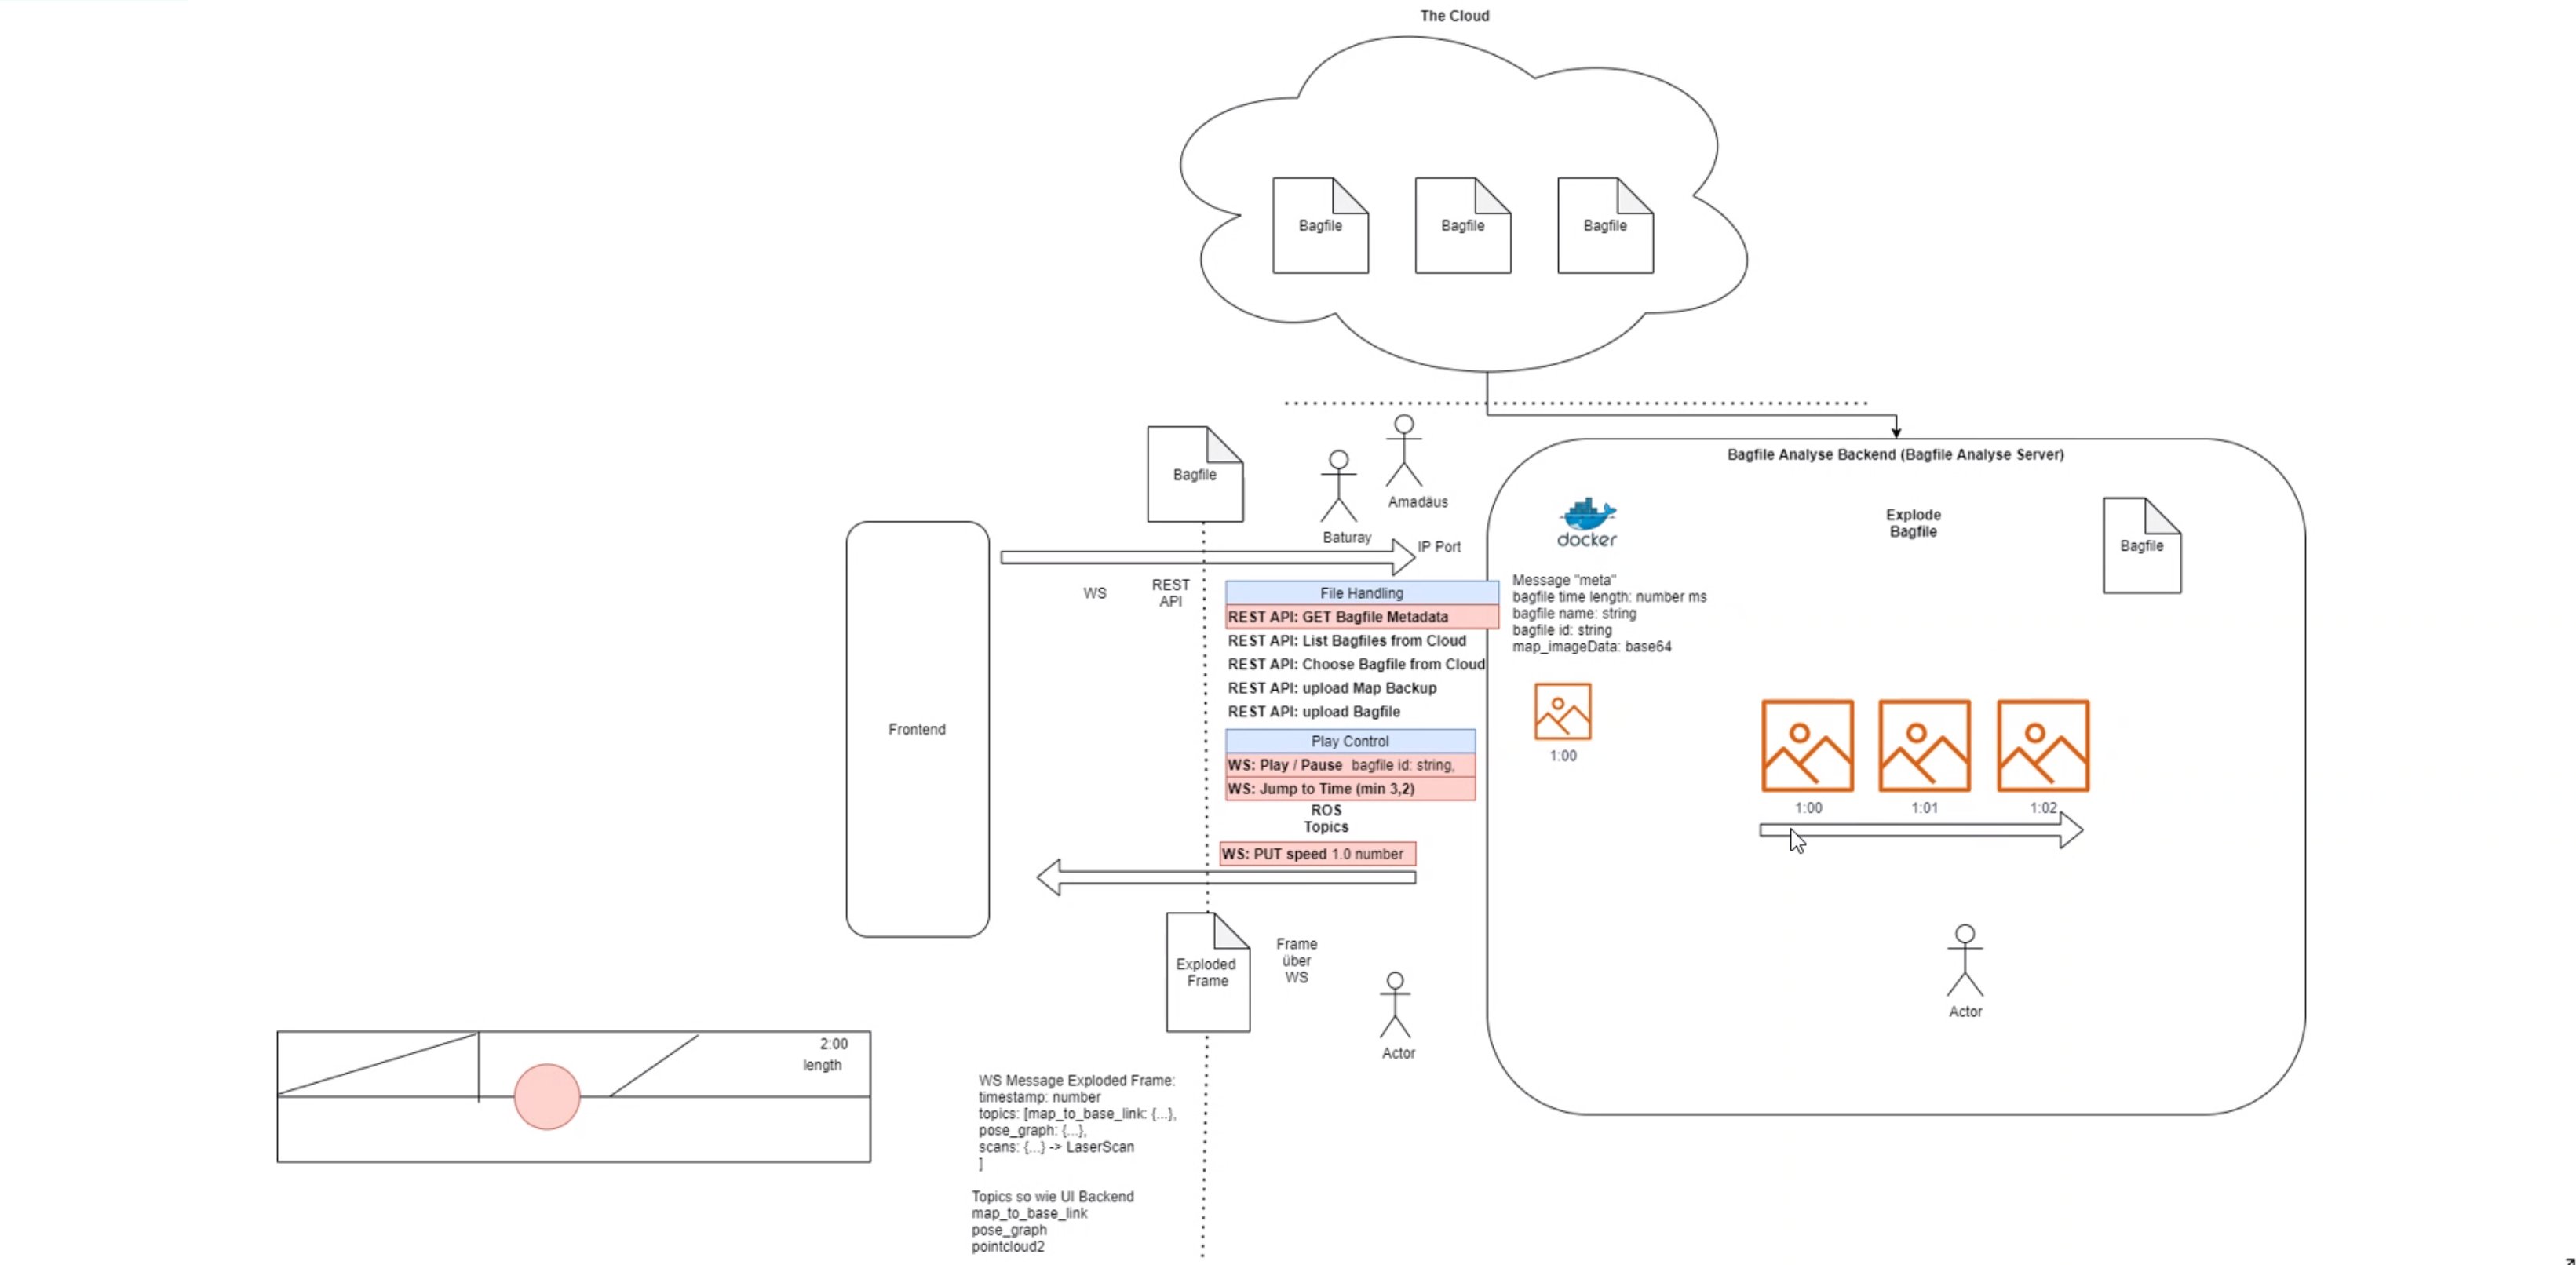 The Cloud
Bagfile
Bagfile
Bagfile
Bagfile
Amadäus
Baturay
IP Port
WS
REST
API
Frontend
File Handling
REST API: GET Bagfile Metadata
REST API: List Bagfiles from Cloud
REST API: Choose Bagfile from Cloud
REST API: upload Map Backup
REST API: upload Bagfile
Play Control
WS: Play / Pause bagfile id: string,
WS: Jump to Time (min 3,2)
ROS
Topics
WS: PUT speed 1.0 number
Bagfile Analyse Backend (Bagfile Analyse Server)
docker
Explode
Bagfile
Bagfile
Message "meta"
bagfile time length: number ms
bagfile name: string
bagfile id: string
map_imageData: base64
1:00
1:00
1:01
1:02
Actor
Exploded
Frame
Frame
über
WS
Actor
2:00
length
WS Message Exploded Frame:
timestamp: number
topics: [map_to_base_link: {...},
pose_graph: {...},
scans: {...} -> LaserScan
]
Topics so wie UI Backend
map_to_base_link
pose_graph
pointcloud2